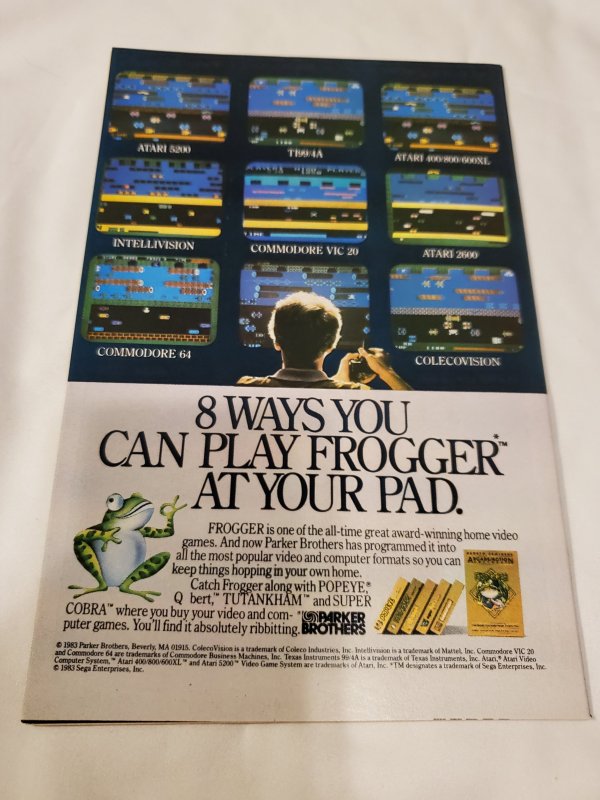 ATARI 5200
TI99/4A
ATARI 400/800/600XL
INTELLIVISION
COMMODORE VIC 20
ATARI 2600
COMMODORE 64
COLECOVISION
8 WAYS YOU
CAN PLAY FROGGER*™
AT YOUR PAD.
FROGGER is one of the all-time great award-winning home video
games. And now Parker Brothers has programmed it into
all the most popular video and computer formats so you can
keep things hopping in your own home.
Catch Frogger along with POPEYE,®
Q bert,™ TUTANKHAM™ and SUPER
COBRA™ where you buy your video and com-
puter games. You'll find it absolutely ribbitting.
PARKER
BROTHERS
PARKER BROTHERS
© 1983 Parker Brothers, Beverly, MA 01915. ColecoVision is a trademark of Coleco Industries, Inc. Intellivision is a trademark of Mattel, Inc. Commodore VIC 20
and Commodore 64 are trademarks of Commodore Business Machines, Inc. Texas Instruments 99/4A is a trademark of Texas Instruments, Inc. Atari,® Atari Video
Computer System,™ Atari 400/800/600XL™ and Atari 5200™ Video Game System are trademarks of Atari, Inc. *TM designates a trademark of Sega Enterprises, Inc.
© 1983 Sega Enterprises, Inc.